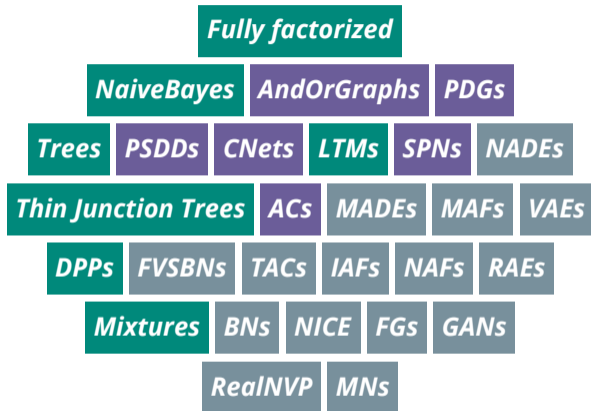 Fully factorized
NaiveBayes AndOrGraphs PDGs
Trees PSDDs CNets LTMs SPNs NADEs
Thin Junction Trees ACs MADEs MAFs VAEs
DPPs FVSBNs TACs IAFs NAFs RAEs
Mixtures BNs NICE FGs GANs
RealNVP MNs